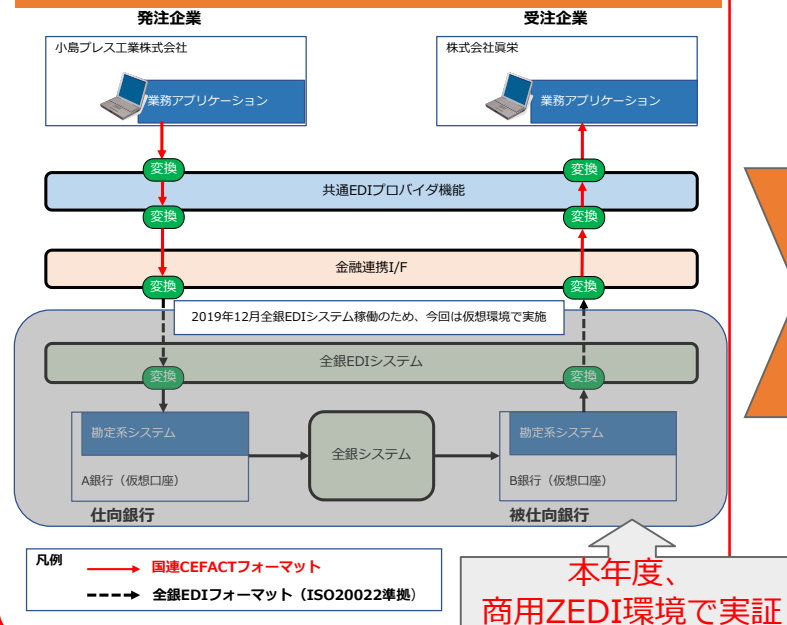 発注企業
受注企業
小島プレス工業株式会社
株式会社眞栄
業務アプリケーション
業務アプリケーション
変換
変換
共通EDIプロバイダ機能
変換
変換
金融連携I/F
変換
変換
2019年12月全銀EDIシステム稼働のため、今回は仮想環境で実施
全銀EDIシステム
変換
変換
勘定系システム
勘定系システム
全銀システム
A銀行（仮想口座）
B銀行（仮想口座）
仕向銀行
被仕向銀行
凡例
国連CEFACTフォーマット
全銀EDIフォーマット（ISO20022準拠）
本年度、
商用ZEDI環境で実証